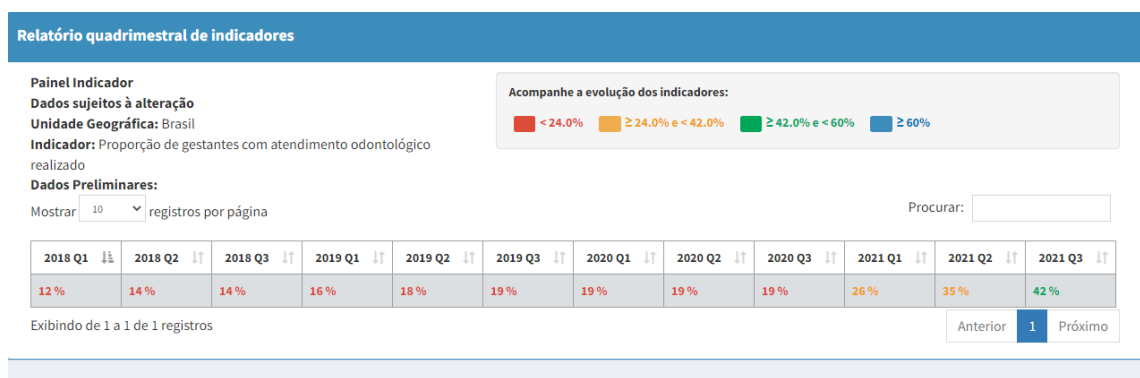 Relatório quadrimestral de indicadores
Painel Indicador
Dados sujeitos à alteração
Unidade Geográfica: Brasil
Indicador: Proporção de gestantes com atendimento odontológico
realizado
Dados Preliminares:
Mostrar 10 registros por página
Acompanhe a evolução dos indicadores:
< 24.0% ≥ 24.0% e < 42.0% ≥ 42.0% e < 60% ≥ 60%
Procurar:
2018 Q1 2018 Q2 2018 Q3 2019 Q1 2019 Q2 2019 Q3 2020 Q1 2020 Q2 2020 Q3 2021 Q1 2021 Q2 2021 Q3
12 % 14 % 14 % 16 % 18 % 19 % 19 % 19 % 19 % 26 % 35 % 42 %
Exibindo de 1 a 1 de 1 registros
Anterior 1 Próximo